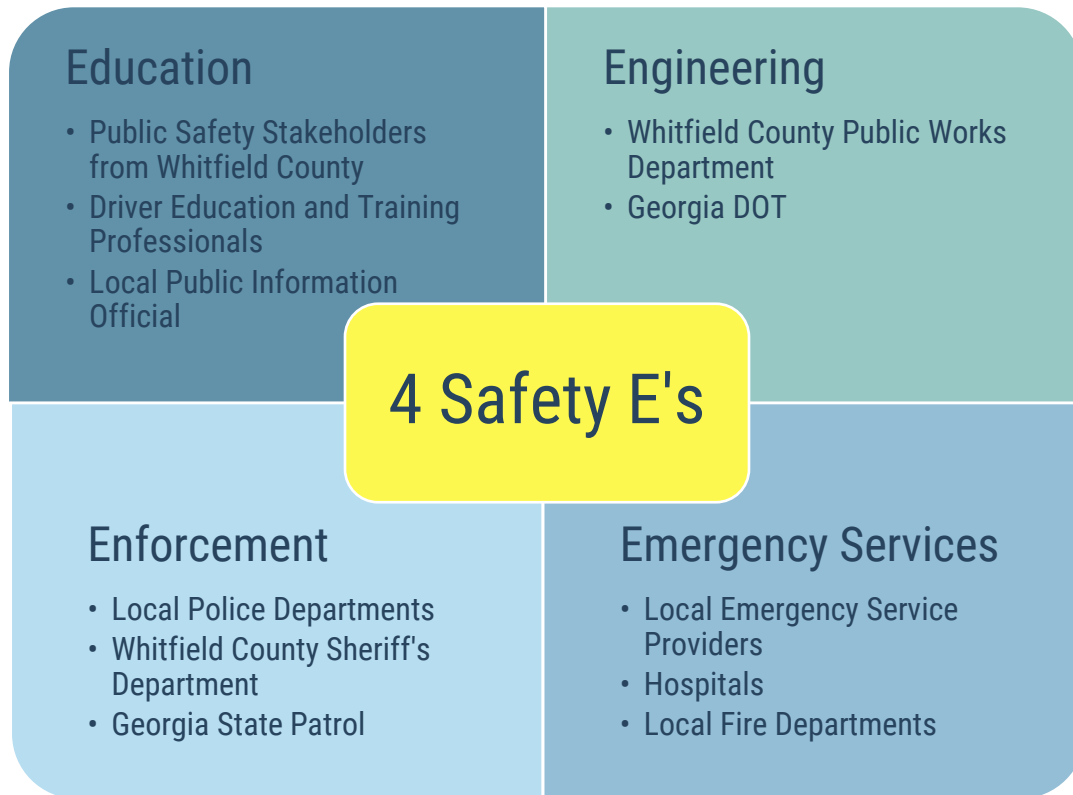 Education
• Public Safety Stakeholders
from Whitfield County
• Driver Education and Training
Professionals
• Local Public Information
Official
Engineering
• Whitfield County Public Works
Department
• Georgia DOT
4 Safety E's
Enforcement
• Local Police Departments
• Whitfield County Sheriff's
Department
• Georgia State Patrol
Emergency Services
• Local Emergency Service
Providers
• Hospitals
• Local Fire Departments